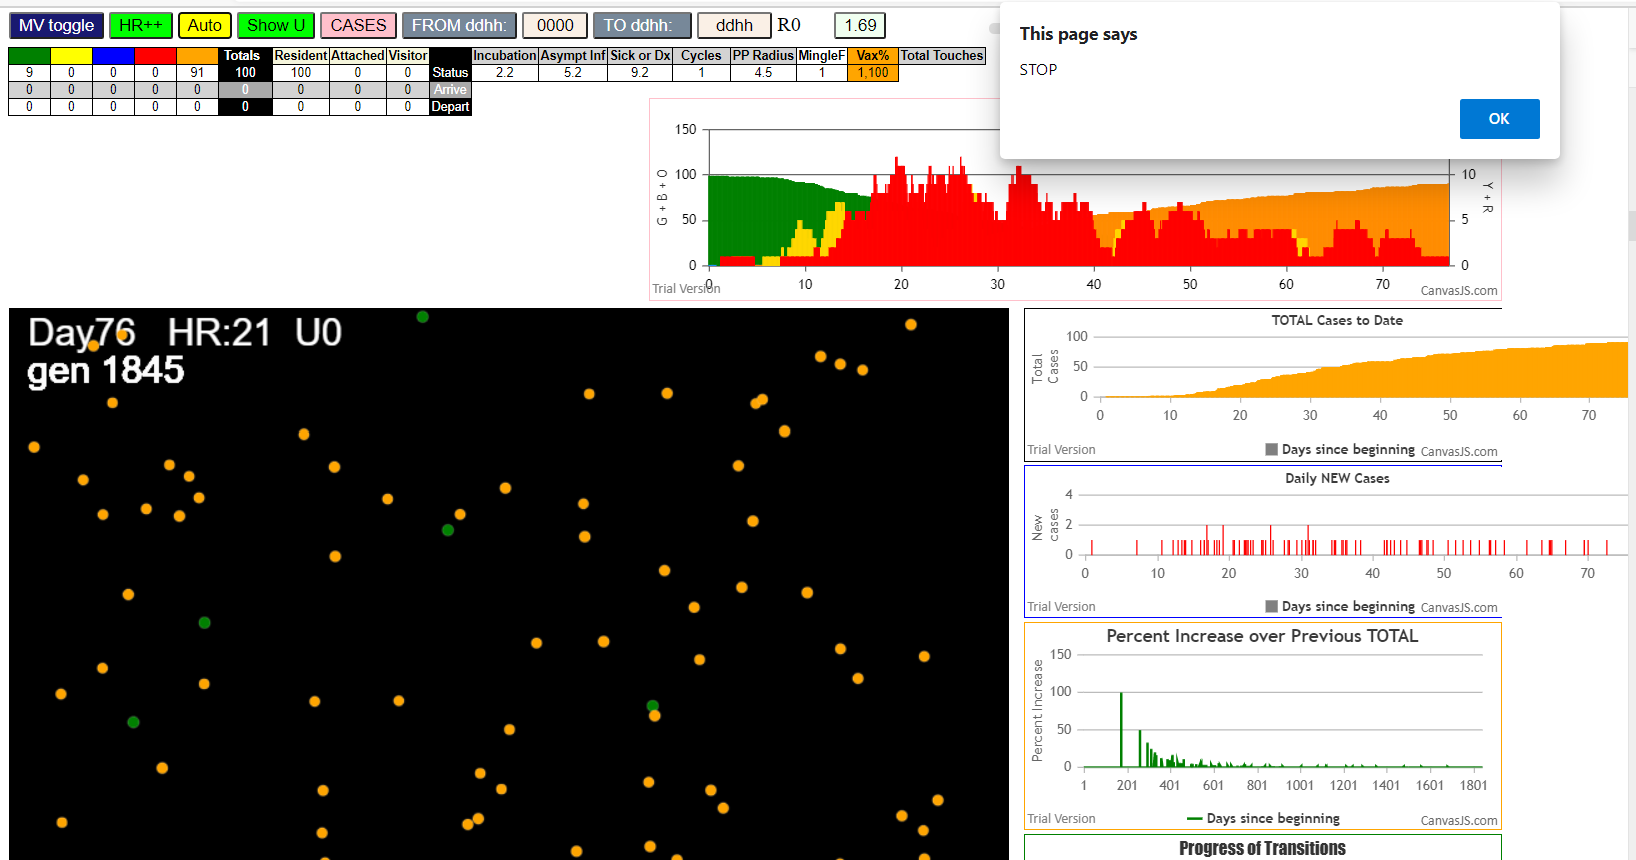 MV toggle HR++ Auto Show U CASES FROM ddhh: 0000 TO ddhh: ddhh R0 1.69
This page says
STOP
OK
Totals Resident Attached Visitor Incubation Asympt Inf Sick or Dx Cycles PP Radius MingleF Vax% Total Touches
9 0 0 0 91 100 100 0 0 Status 2.2 5.2 9.2 1 4.5 1 1,100
0 0 0 0 0 0 0 0 0 Arrive
0 0 0 0 0 0 0 0 0 Depart
G + B + O
150
100
50
0
Y + R
10
5
0
0 10 20 30 40 50 60 70
Trial Version CanvasJS.com
Day76 HR:21 U0
gen 1845
TOTAL Cases to Date
Total
Cases
100
50
0
0 10 20 30 40 50 60 70
Days since beginning
Trial Version CanvasJS.com
Daily NEW Cases
New
cases
4
2
0
0 10 20 30 40 50 60 70
Days since beginning
Trial Version CanvasJS.com
Percent Increase over Previous TOTAL
Percent Increase
150
100
50
0
1 201 401 601 801 1001 1201 1401 1601 1801
Days since beginning
Trial Version CanvasJS.com
Progress of Transitions